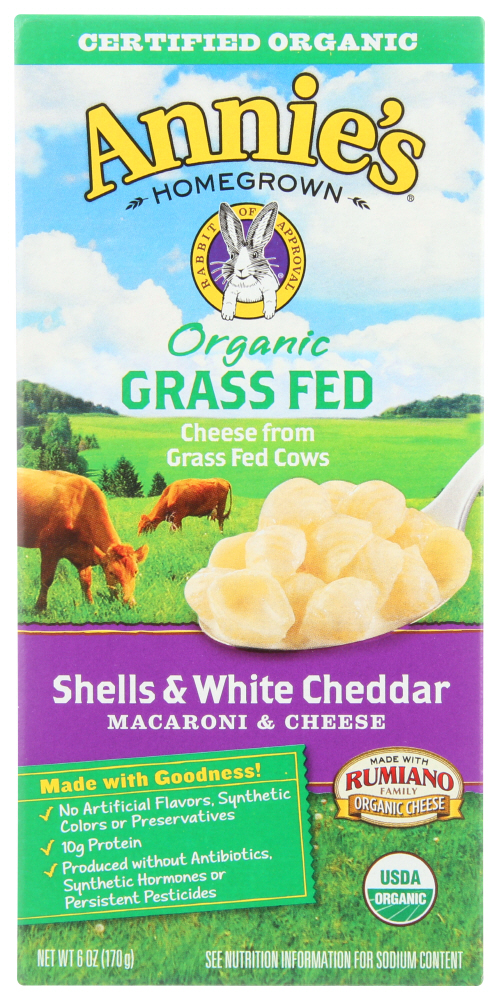 CERTIFIED ORGANIC
Annie's®
HOMEGROWN
RABBIT OF APPROVAL
Organic
GRASS FED
Cheese from
Grass Fed Cows
Shells & White Cheddar
MACARONI & CHEESE
Made with Goodness!
✓ No Artificial Flavors, Synthetic
Colors or Preservatives
✓ 10g Protein
✓ Produced without Antibiotics,
Synthetic Hormones or
Persistent Pesticides
MADE WITH
RUMIANO
FAMILY
ORGANIC CHEESE
USDA
ORGANIC
NET WT 6 OZ (170g)
SEE NUTRITION INFORMATION FOR SODIUM CONTENT